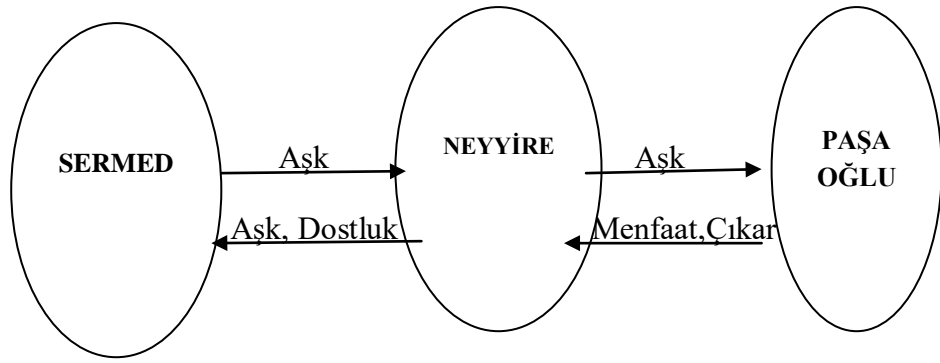 SERMED
Aşk
Aşk, Dostluk
NEYYİRE
Aşk
Menfaat,Çıkar
PAŞA
OĞLU